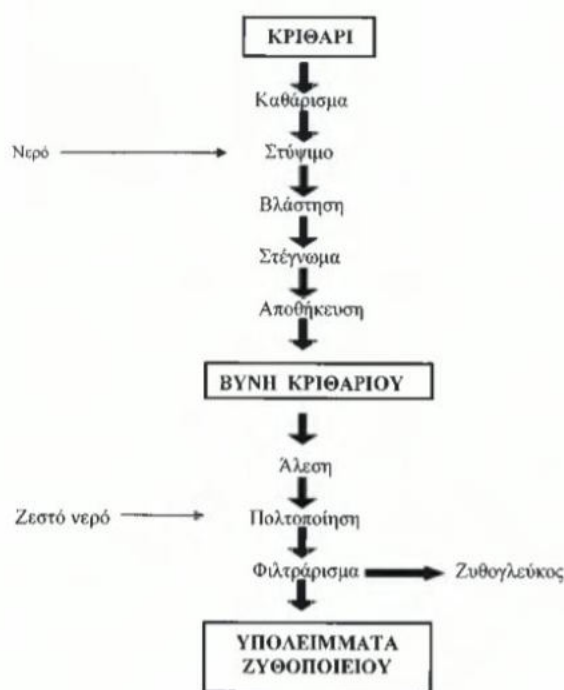 ΚΡΙΘΑΡΙ
Καθάρισμα
Νερό
Στύψιμο
Βλάστηση
Στέγνωμα
Αποθήκευση
ΒΥΝΗ ΚΡΙΘΑΡΙΟΥ
Άλεση
Ζεστό νερό
Πολτοποίηση
Φιλτράρισμα
Ζυθογλεύκος
ΥΠΟΛΕΙΜΜΑΤΑ
ΖΥΘΟΠΟΙΕΙΟΥ